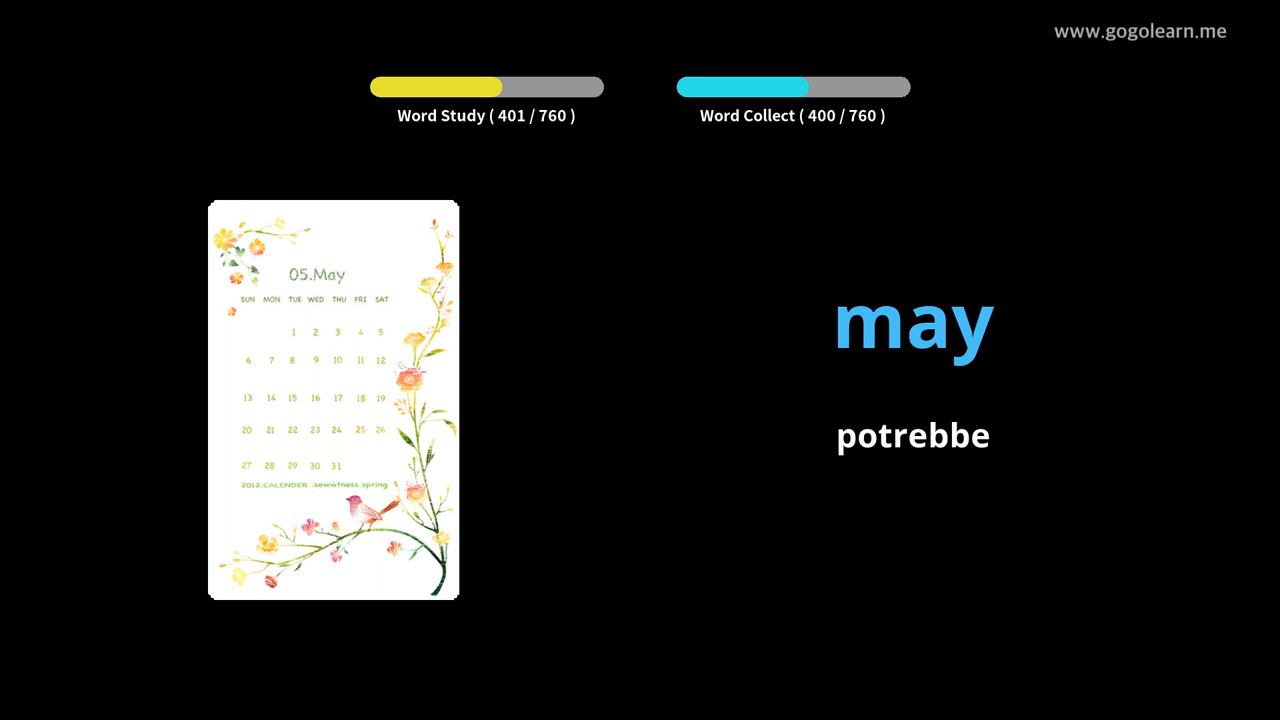 www.gogolearn.me
Word Study ( 401 / 760 )
Word Collect ( 400 / 760 )
05.May
SUN MON TUE WED THU FRI SAT
1 2 3 4 5
6 7 8 9 10 11 12
13 14 15 16 17 18 19
20 21 22 23 24 25 26
27 28 29 30 31
2012.CALENDER .sewwtness spring
may
potrebbe